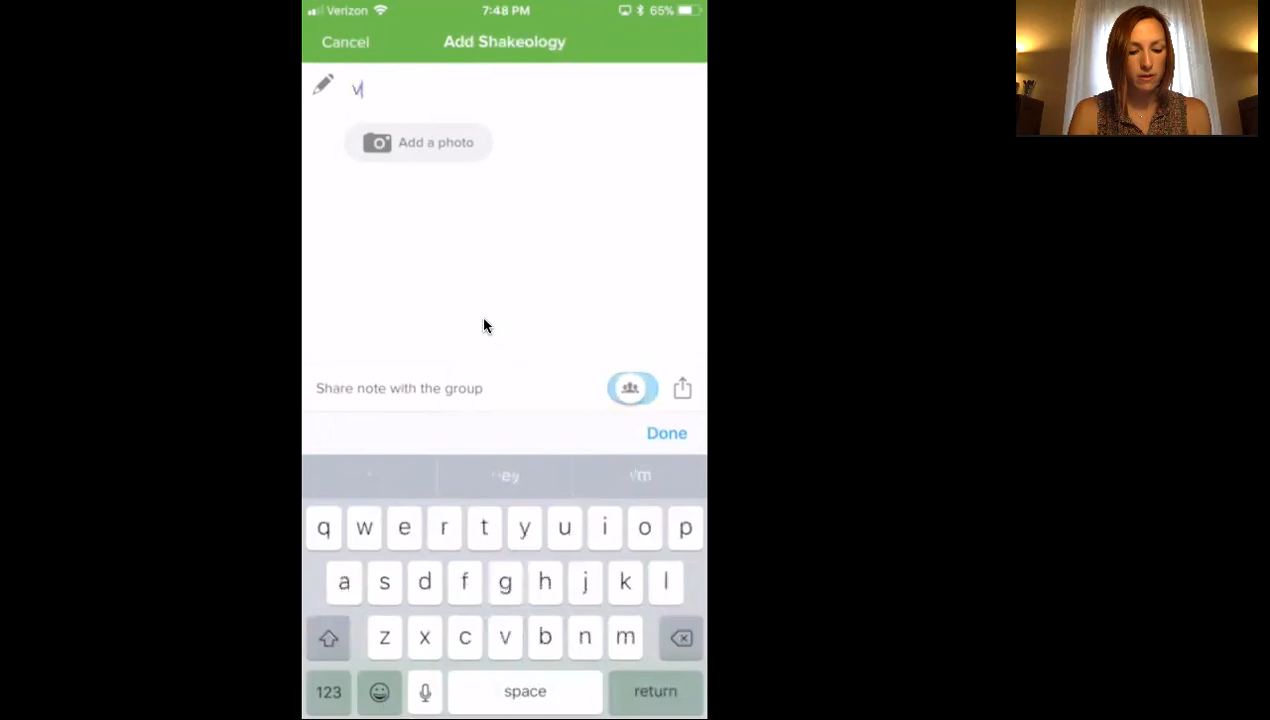 Verizon 7:48 PM 65%
Cancel Add Shakeology
v
Add a photo
Share note with the group
Done
q w e r t y u i o p
a s d f g h j k l
z x c v b n m
123 space return